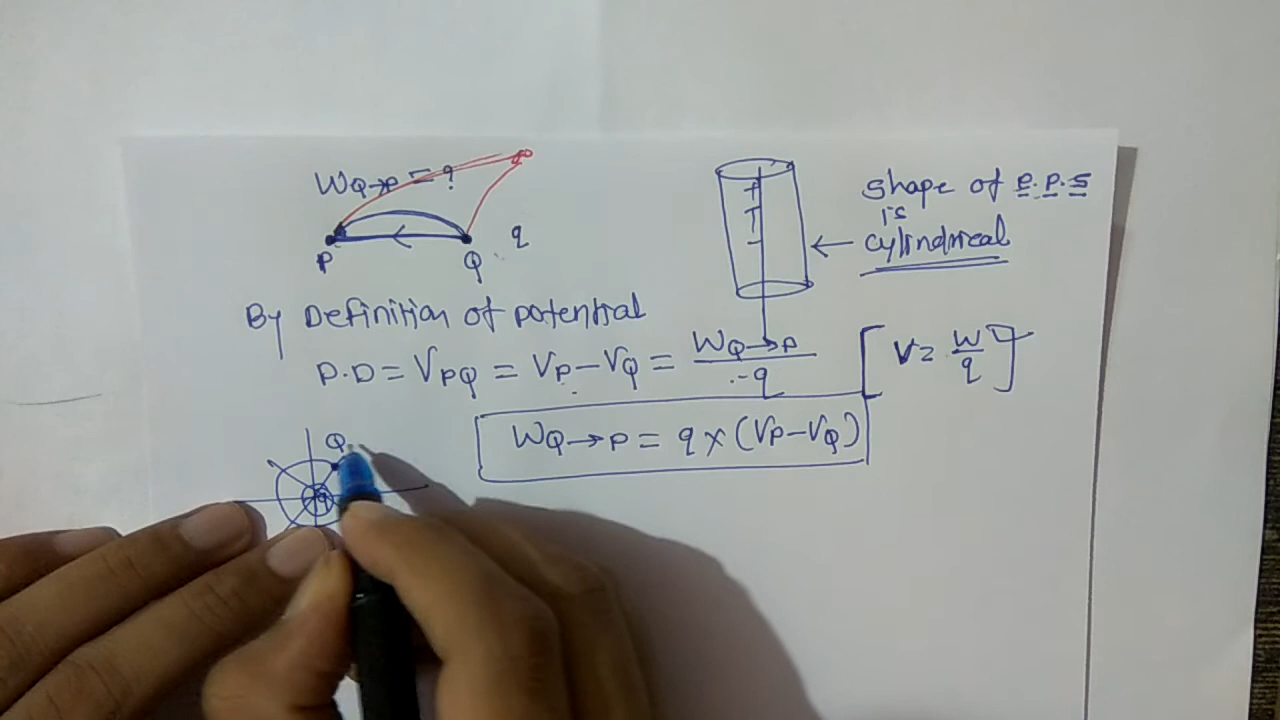 WQ→P = ?
P Q q
shape of e.p.s
is
cylindrical
By Definition of potential
P.D = VPQ = VP-VQ = WQ→P / q [V = W/q]
WQ→P = q × (VP-VQ)
Q